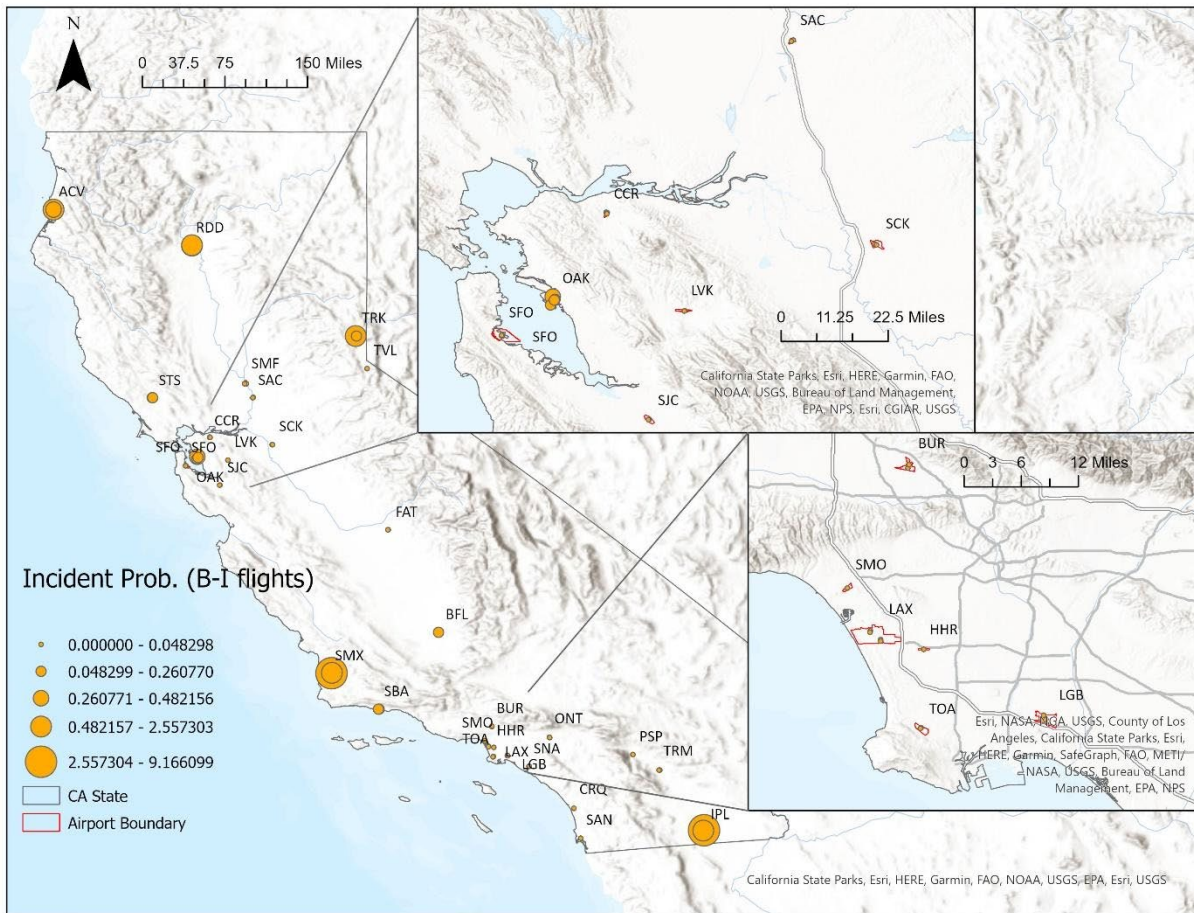 N
0 37.5 75 150 Miles
ACV
RDD
TRK
TVL
SMF
SAC
STS
CCR
SCK
LVK
SFO
SFO
SJC
OAK
FAT
BFL
SMX
SBA
BUR
ONT
SMO
HHR
TOA
LAX
SNA
LGB
PSP
TRM
CRQ
SAN
IPL
Incident Prob. (B-I flights)
0.000000 - 0.048298
0.048299 - 0.260770
0.260771 - 0.482156
0.482157 - 2.557303
2.557304 - 9.166099
CA State
Airport Boundary
SAC
CCR
SCK
OAK
LVK
SFO
SFO
SJC
0 11.25 22.5 Miles
California State Parks, Esri, HERE, Garmin, FAO,
NOAA, USGS, Bureau of Land Management,
EPA, NPS, Esri, CGIAR, USGS
BUR
0 3 6 12 Miles
SMO
LAX
HHR
TOA
LGB
Esri, NASA, NGA, USGS, County of Los
Angeles, California State Parks, Esri,
HERE, Garmin, SafeGraph, FAO, METI/
NASA, USGS, Bureau of Land
Management, EPA, NPS
California State Parks, Esri, HERE, Garmin, FAO, NOAA, USGS, EPA, Esri, USGS